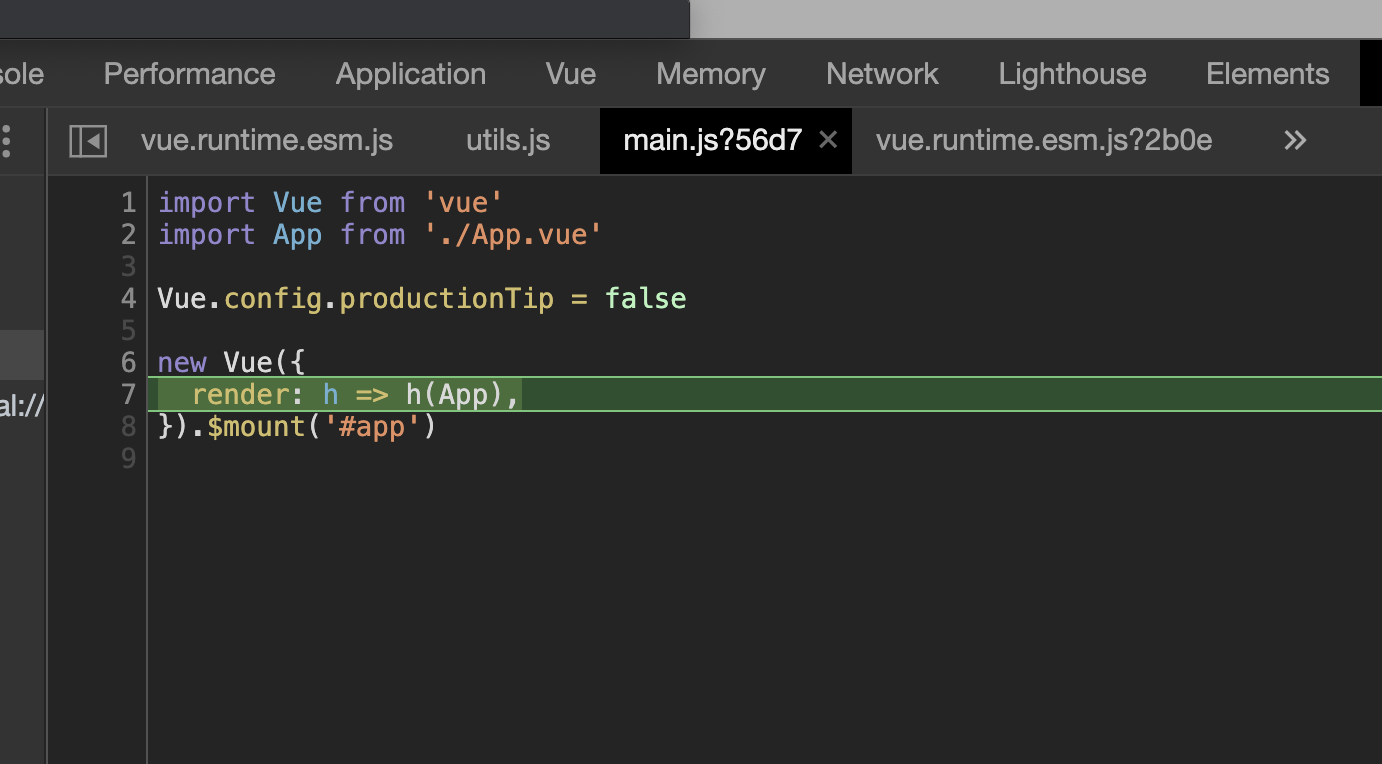 sole Performance Application Vue Memory Network Lighthouse Elements
vue.runtime.esm.js utils.js main.js?56d7 × vue.runtime.esm.js?2b0e »
1 import Vue from 'vue'
2 import App from './App.vue'
3
4 Vue.config.productionTip = false
5
6 new Vue({
7   render: h => h(App),
al://
8 }).$mount('#app')
9